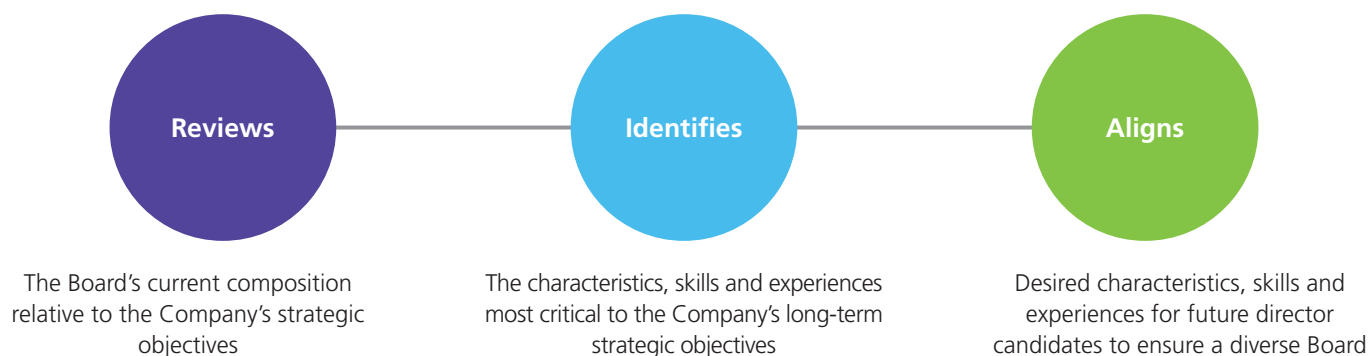 Reviews
Identifies
Aligns
The Board’s current composition
relative to the Company’s strategic
objectives
The characteristics, skills and experiences
most critical to the Company’s long-term
strategic objectives
Desired characteristics, skills and
experiences for future director
candidates to ensure a diverse Board